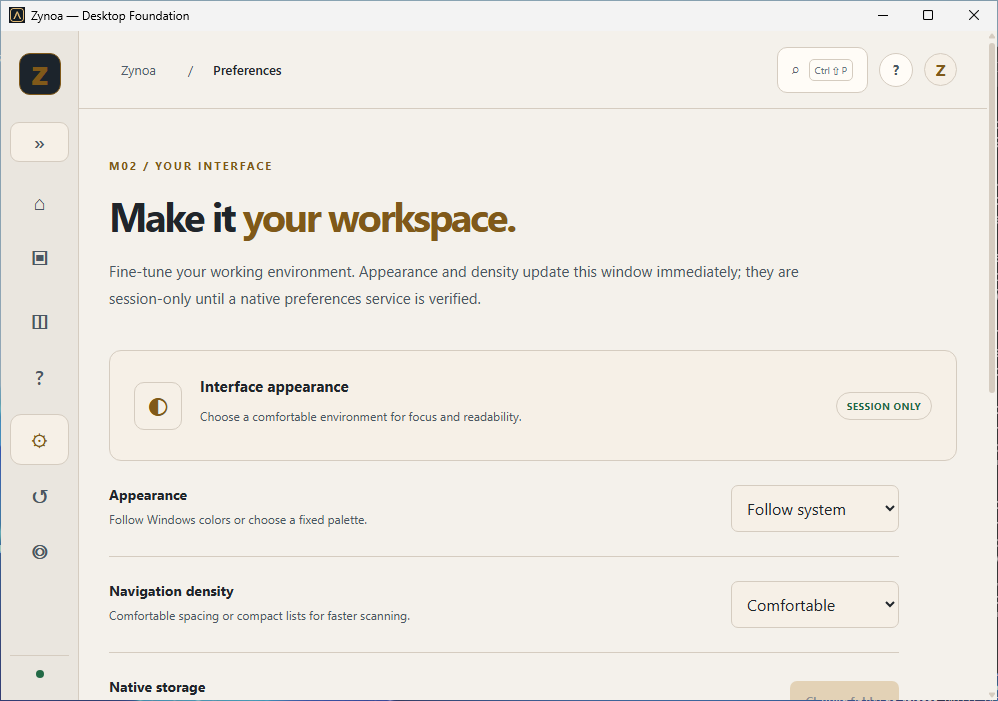 Zynoa — Desktop Foundation
Z
Zynoa / Preferences
Ctrl ⇧ P
?
Z
»
M02 / YOUR INTERFACE
Make it your workspace.
Fine-tune your working environment. Appearance and density update this window immediately; they are
session-only until a native preferences service is verified.
?
Interface appearance
Choose a comfortable environment for focus and readability.
SESSION ONLY
Appearance
Follow Windows colors or choose a fixed palette.
Follow system
Navigation density
Comfortable spacing or compact lists for faster scanning.
Comfortable
Native storage